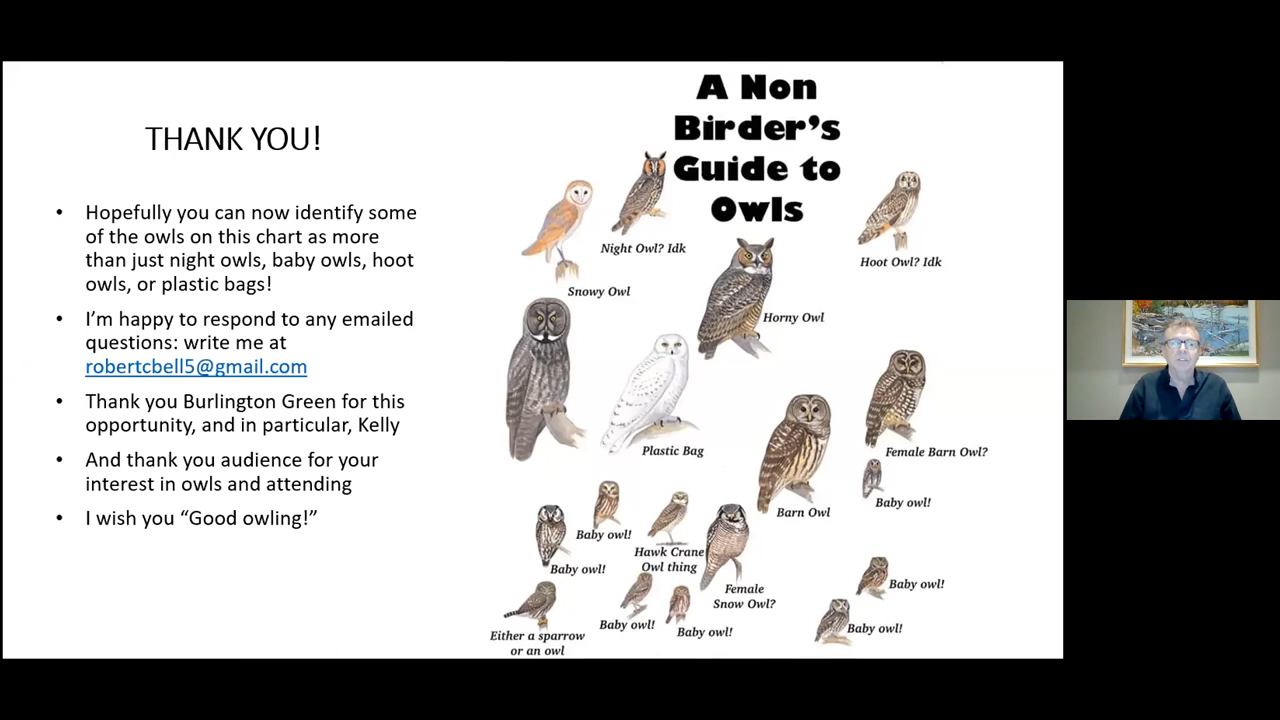 THANK YOU!
• Hopefully you can now identify some
of the owls on this chart as more
than just night owls, baby owls, hoot
owls, or plastic bags!
• I’m happy to respond to any emailed
questions: write me at
robertcbell5@gmail.com
• Thank you Burlington Green for this
opportunity, and in particular, Kelly
• And thank you audience for your
interest in owls and attending
• I wish you “Good owling!”
A Non
Birder’s
Guide to
Owls
Night Owl? Idk
Hoot Owl? Idk
Snowy Owl
Horny Owl
Plastic Bag
Female Barn Owl?
Baby owl!
Barn Owl
Baby owl!
Hawk Crane
Owl thing
Baby owl!
Female
Snow Owl?
Baby owl!
Baby owl!
Baby owl!
Baby owl!
Either a sparrow
or an owl